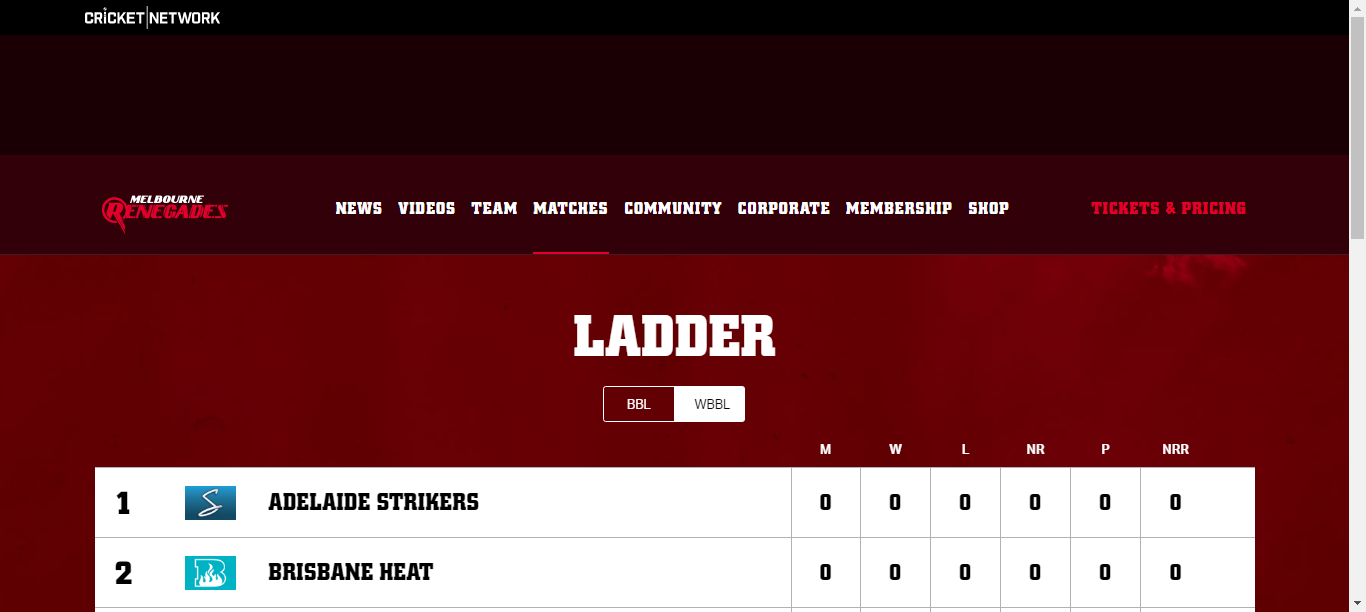 CRICKET NETWORK
MELBOURNE
RENEGADES
NEWS VIDEOS TEAM MATCHES COMMUNITY CORPORATE MEMBERSHIP SHOP TICKETS & PRICING
LADDER
BBL WBBL
M W L NR P NRR
1 ADELAIDE STRIKERS 0 0 0 0 0 0
2 B BRISBANE HEAT 0 0 0 0 0 0